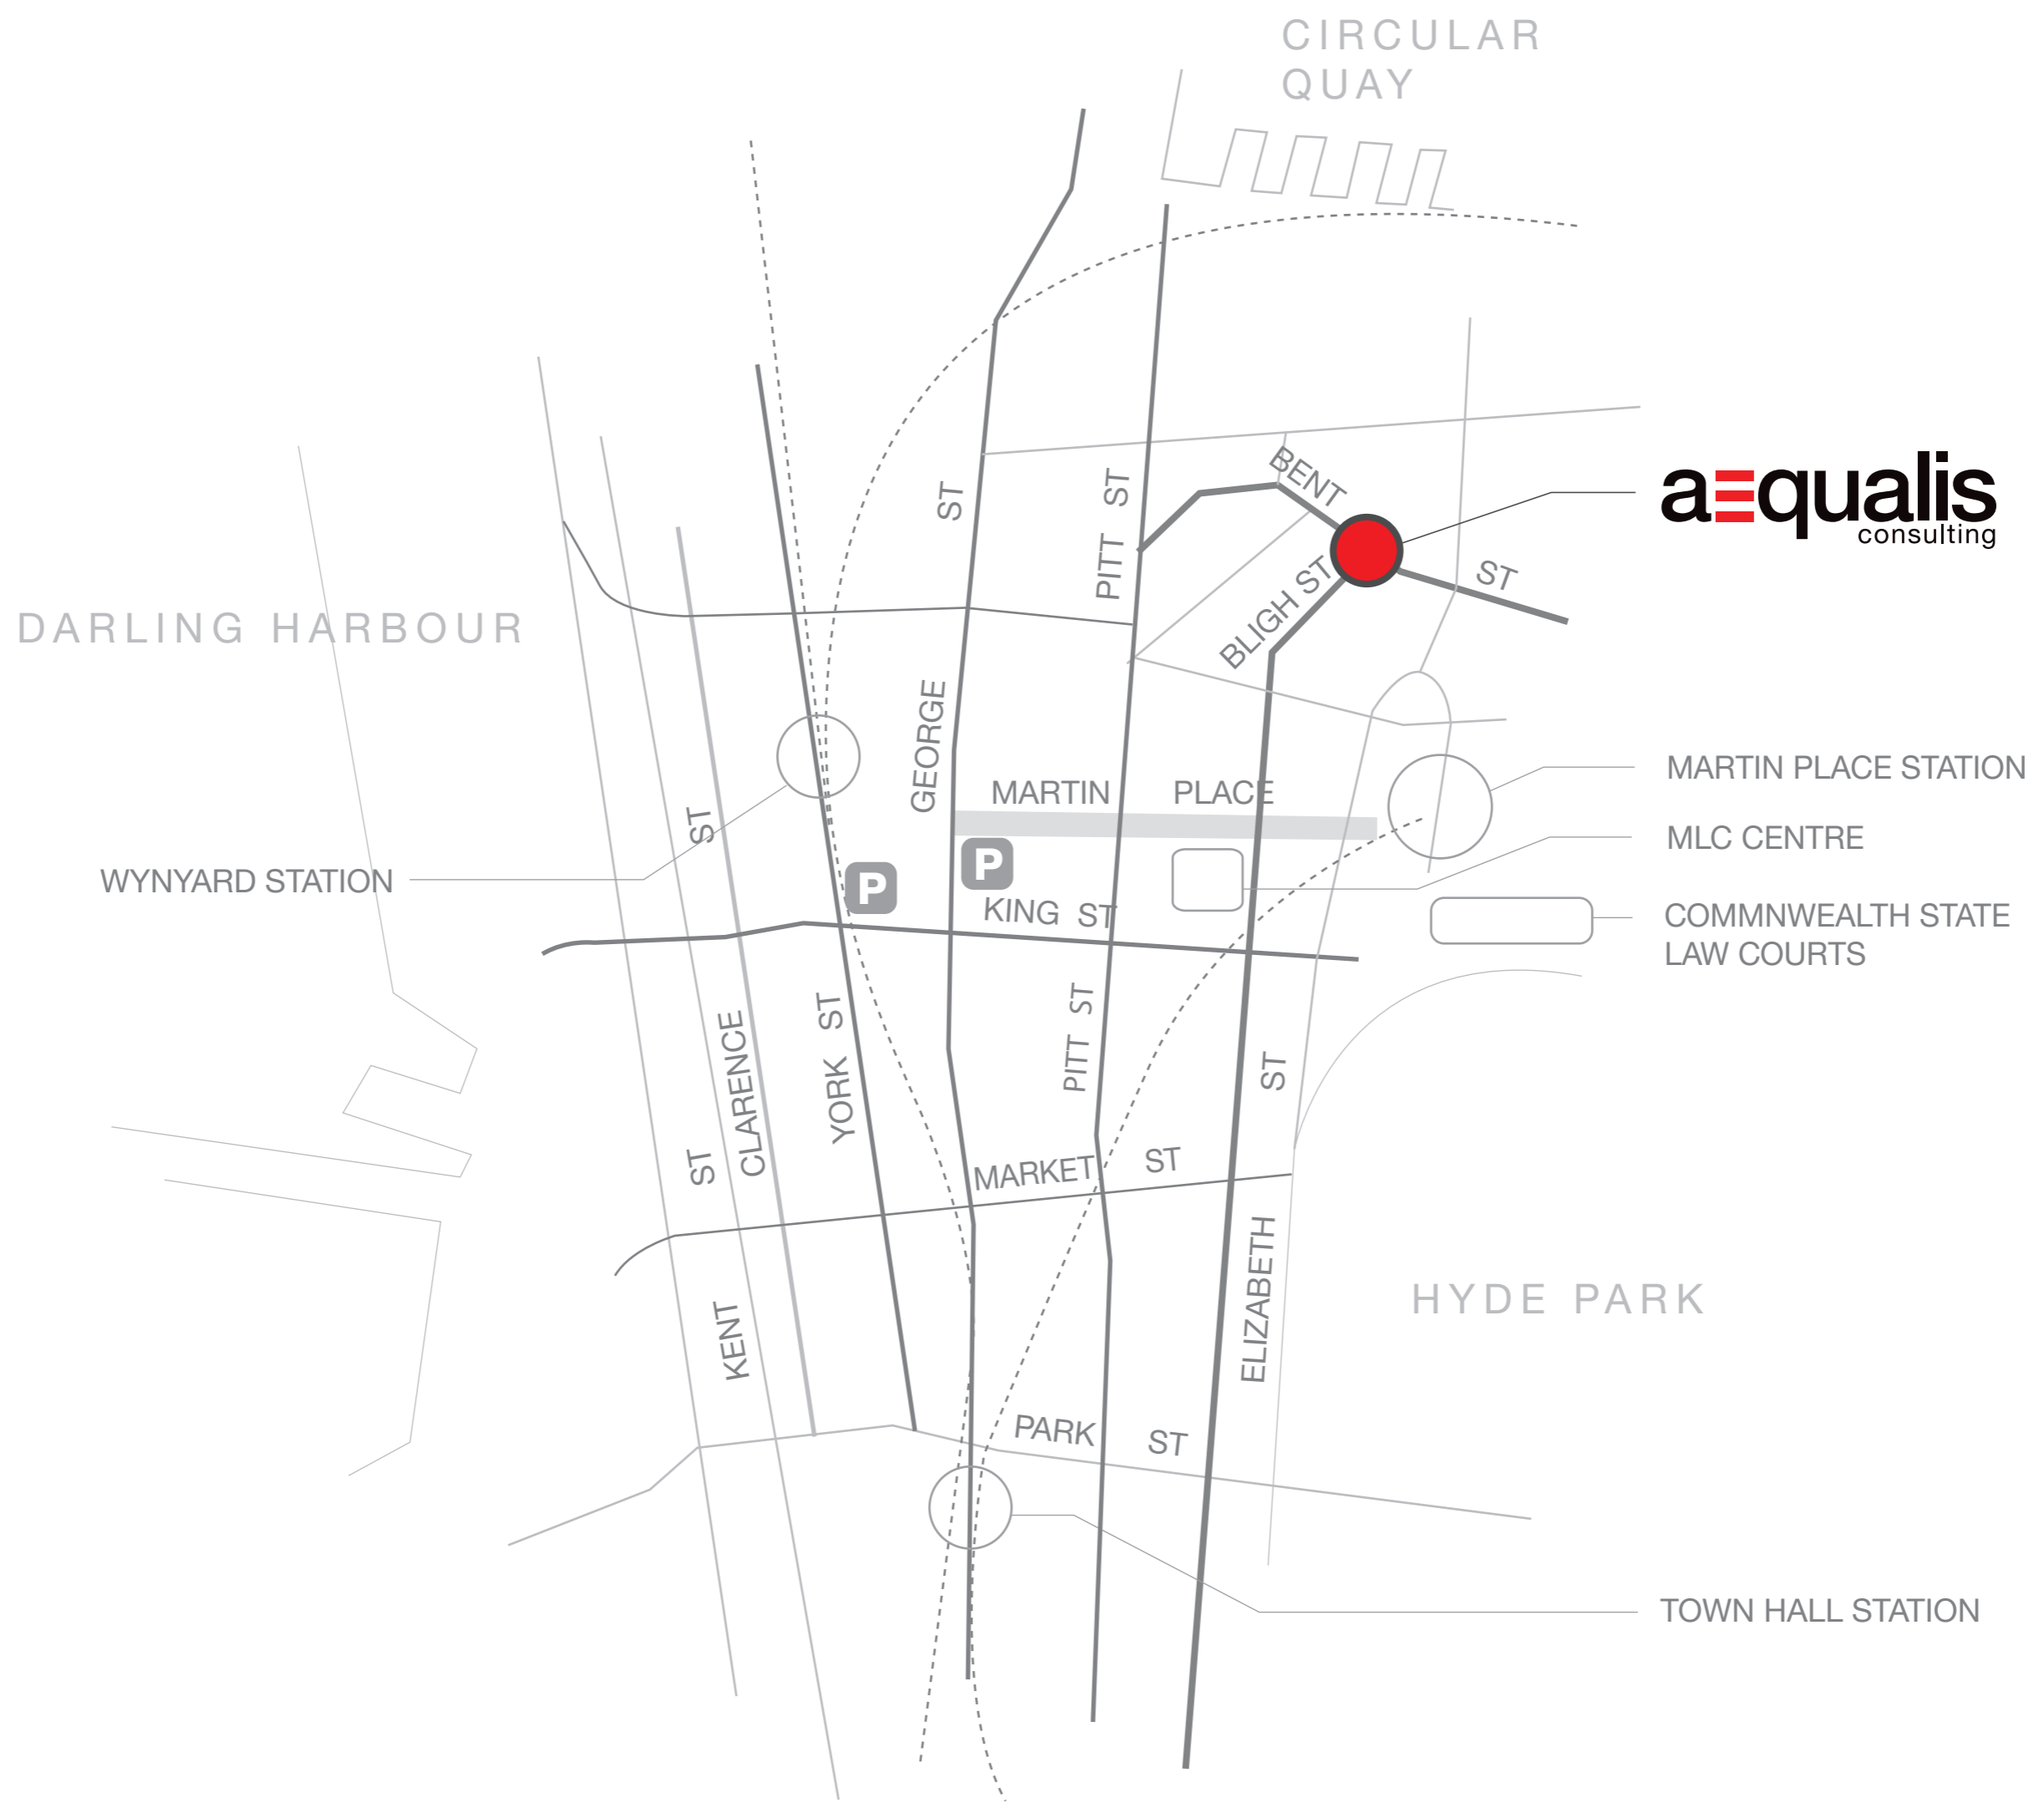 CIRCULAR
QUAY
BENT
ST
PITT ST
ST
aequalis
consulting
BLIGH ST
DARLING HARBOUR
GEORGE
MARTIN PLACE
MARTIN PLACE STATION
ST
MLC CENTRE
P
P
WYNYARD STATION
KING ST
COMMNWEALTH STATE
LAW COURTS
CLARENCE
YORK ST
PITT ST
ST
MARKET ST
ST
ELIZABETH
HYDE PARK
KENT
PARK ST
TOWN HALL STATION